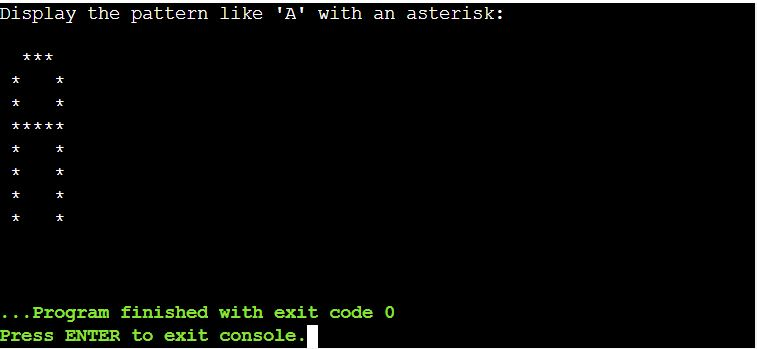 Display the pattern like 'A' with an asterisk:
  ***
 *   *
 *   *
 *****
 *   *
 *   *
 *   *
 *   *
...Program finished with exit code 0
Press ENTER to exit console.